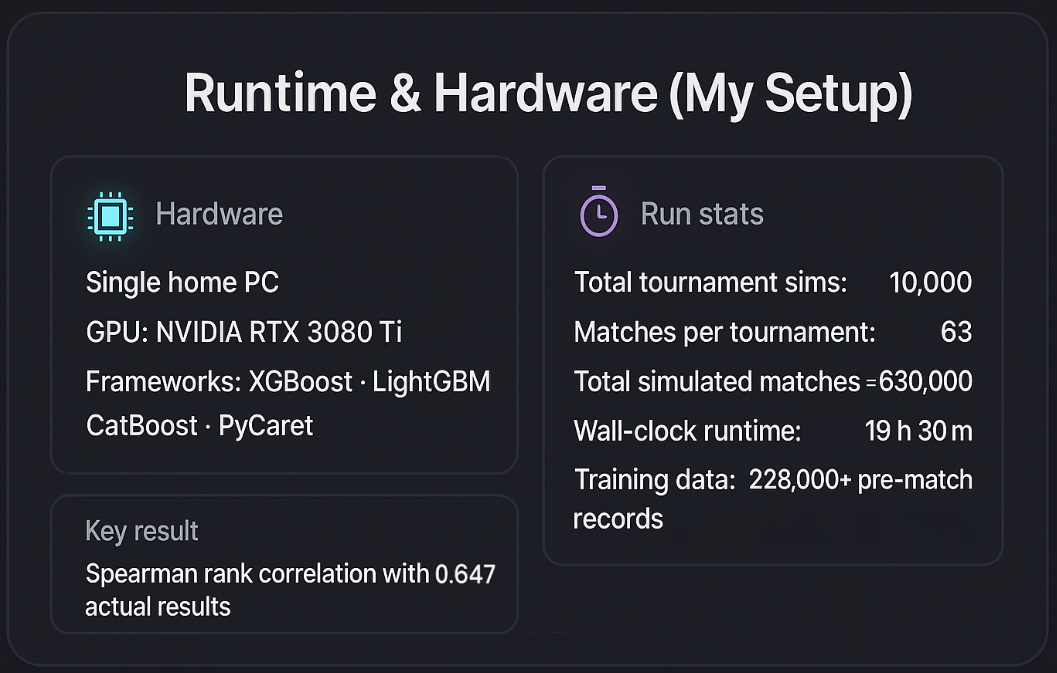 Runtime & Hardware (My Setup)
Hardware
Single home PC
GPU: NVIDIA RTX 3080 Ti
Frameworks: XGBoost · LightGBM
CatBoost · PyCaret
Key result
Spearman rank correlation with 0.647
actual results
Run stats
Total tournament sims: 10,000
Matches per tournament: 63
Total simulated matches =630,000
Wall-clock runtime: 19 h 30 m
Training data: 228,000+ pre-match
records